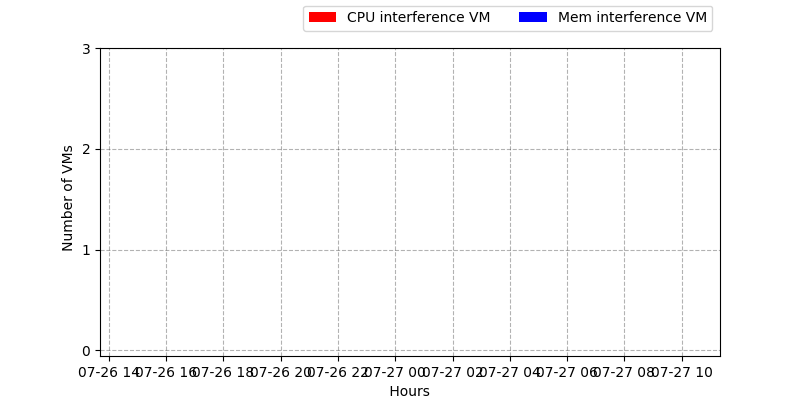 CPU interference VM Mem interference VM
3
2
1
0
Number of VMs
07-26 14 07-26 16 07-26 18 07-26 20 07-26 22 07-27 00 07-27 02 07-27 04 07-27 06 07-27 08 07-27 10
Hours